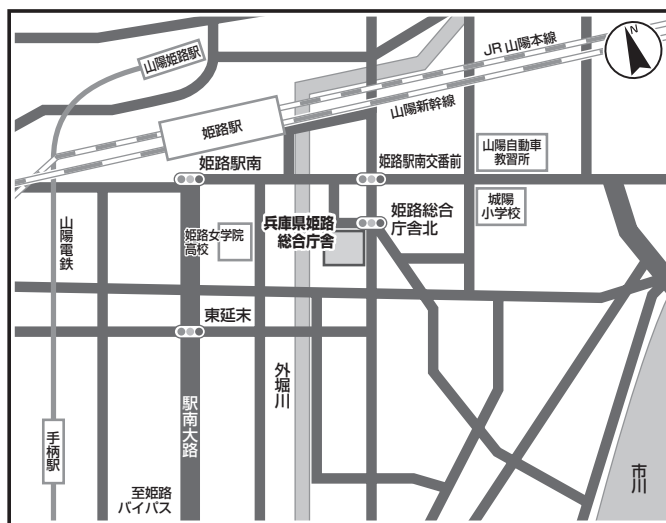 N
JR 山陽本線
山陽姫路駅
山陽新幹線
姫路駅
姫路駅南
姫路駅南交番前
山陽自動車
教習所
城陽
小学校
山陽電鉄
姫路女学院
高校
兵庫県姫路
総合庁舎
姫路総合
庁舎北
東延末
外堀川
駅南大路
手柄駅
至姫路
バイパス
市川